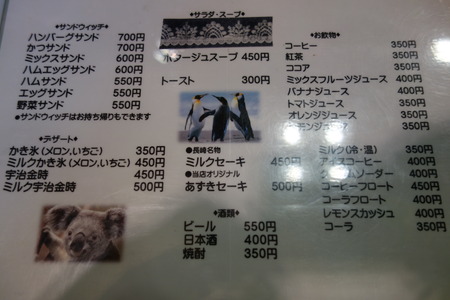 ◆サンドウィッチ◆
ハンバーグサンド 700円
かつサンド 700円
ミックスサンド 600円
ハムエッグサンド 600円
ハムサンド 550円
エッグサンド 550円
野菜サンド 550円
◆サンドウィッチはお持ち帰りもできます
◆デザート◆
かき氷(メロン,いちご) 350円
ミルクかき氷(メロン,いちご) 450円
宇治金時 450円
ミルク宇治金時 500円
◆サラダ・スープ◆
ポタージュスープ 450円
トースト 300円
●長崎名物
ミルクセーキ 450円
●当店オリジナル
あずきセーキ 500円
◆酒類◆
ビール 550円
日本酒 400円
焼酎 350円
◆お飲物◆
コーヒー 350円
紅茶 350円
ココア 350円
ミックスフルーツジュース 400円
バナナジュース 400円
トマトジュース 350円
オレンジジュース 350円
レモンジュース 350円
ミルク(冷・温) 350円
アイスコーヒー 400円
ソーダー 400円
コーヒーフロート 450円
コーラフロート 450円
レモンスカッシュ 400円
コーラ 350円